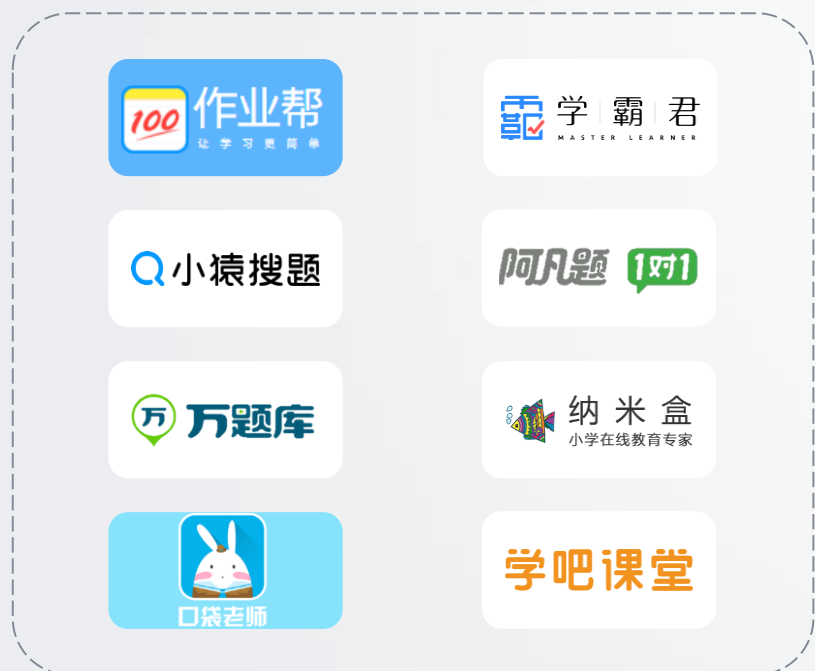 100
作业帮
让学习更简单
学霸君
MASTER LEARNER
小猿搜题
阿凡题 1对1
万 万题库
纳米盒
小学在线教育专家
口袋老师
学吧课堂